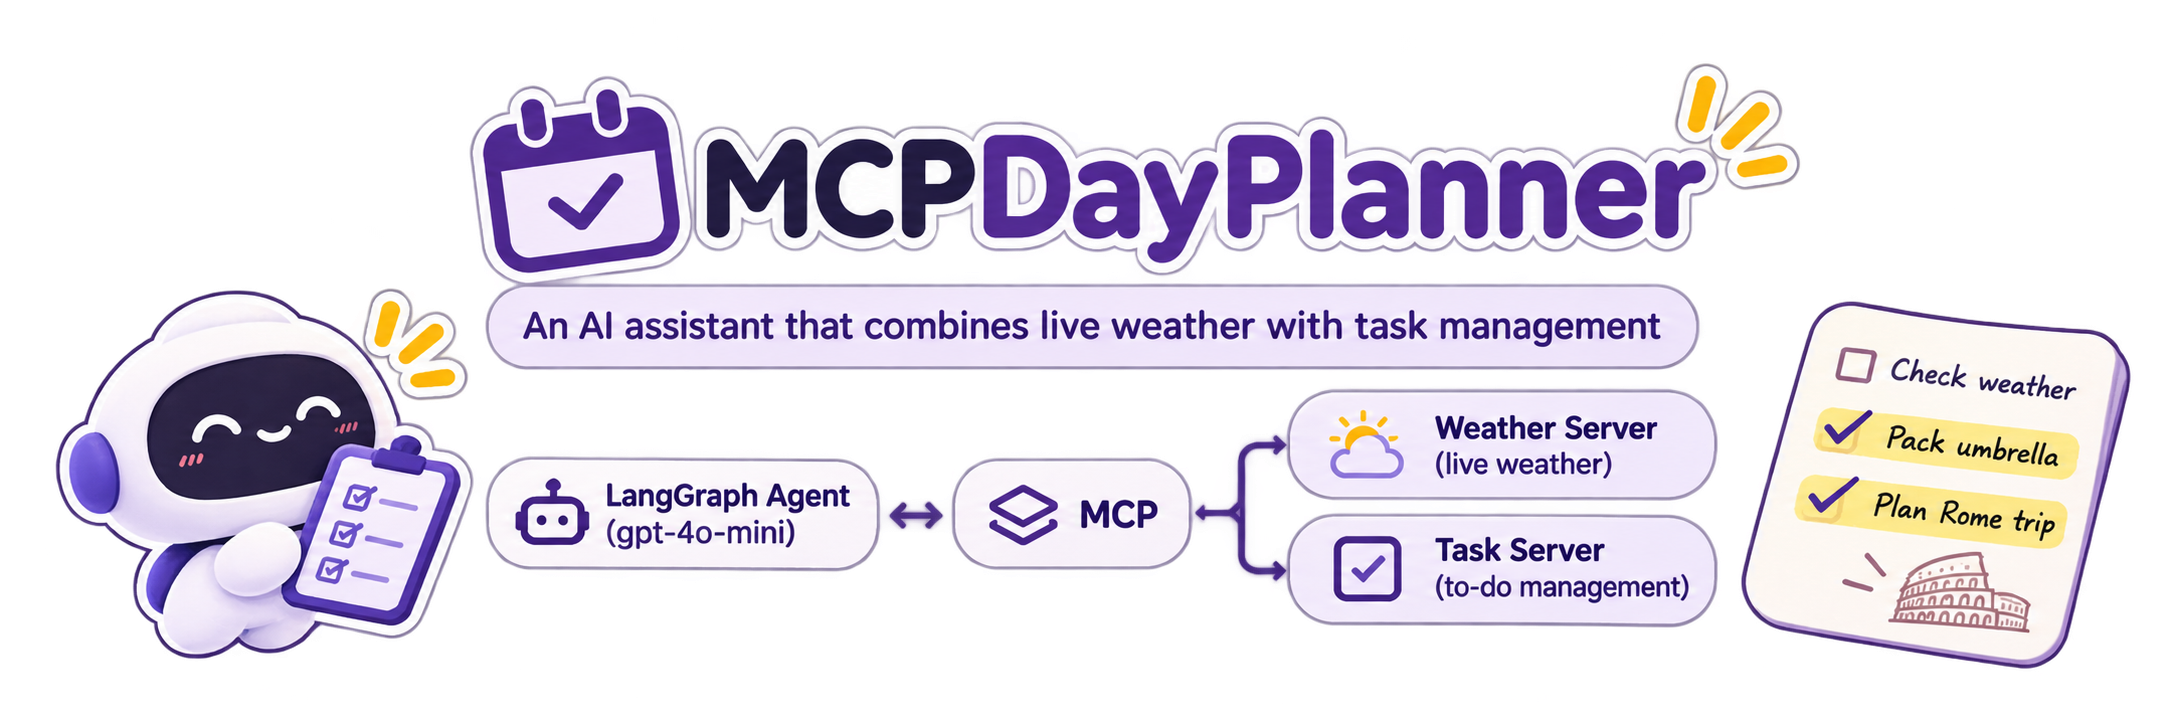 MCPDayPlanner
An AI assistant that combines live weather with task management
LangGraph Agent
(gpt-4o-mini)
MCP
Weather Server
(live weather)
Task Server
(to-do management)
Check weather
Pack umbrella
Plan Rome trip